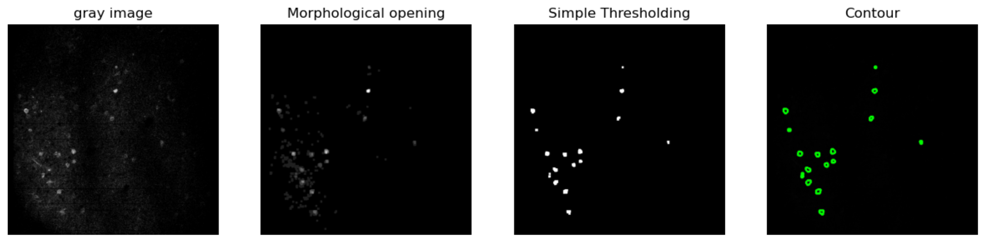 gray image
Morphological opening
Simple Thresholding
Contour